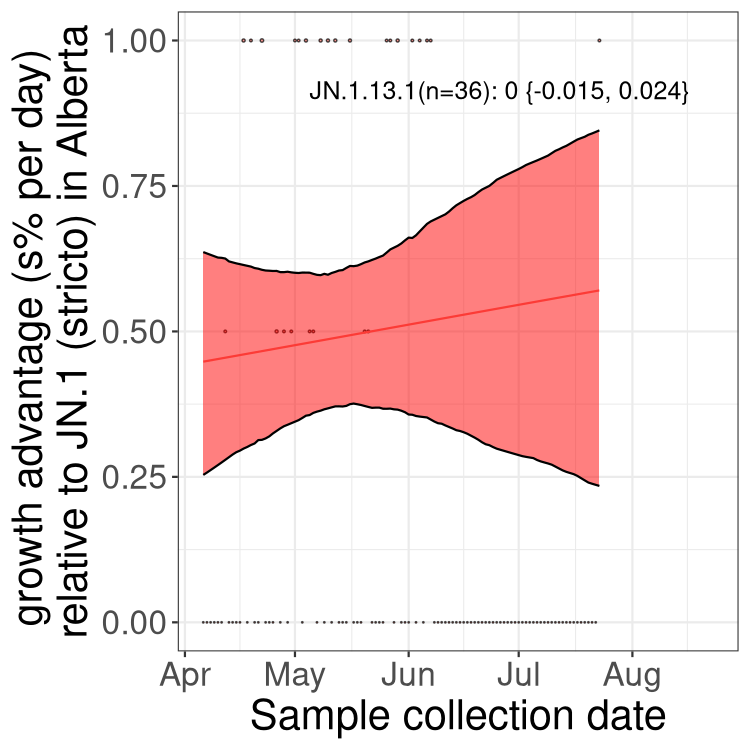 growth advantage (s% per day)
relative to JN.1 (stricto) in Alberta
1.00
0.75
0.50
0.25
0.00
JN.1.13.1(n=36): 0 {-0.015, 0.024}
Apr May Jun Jul Aug
Sample collection date